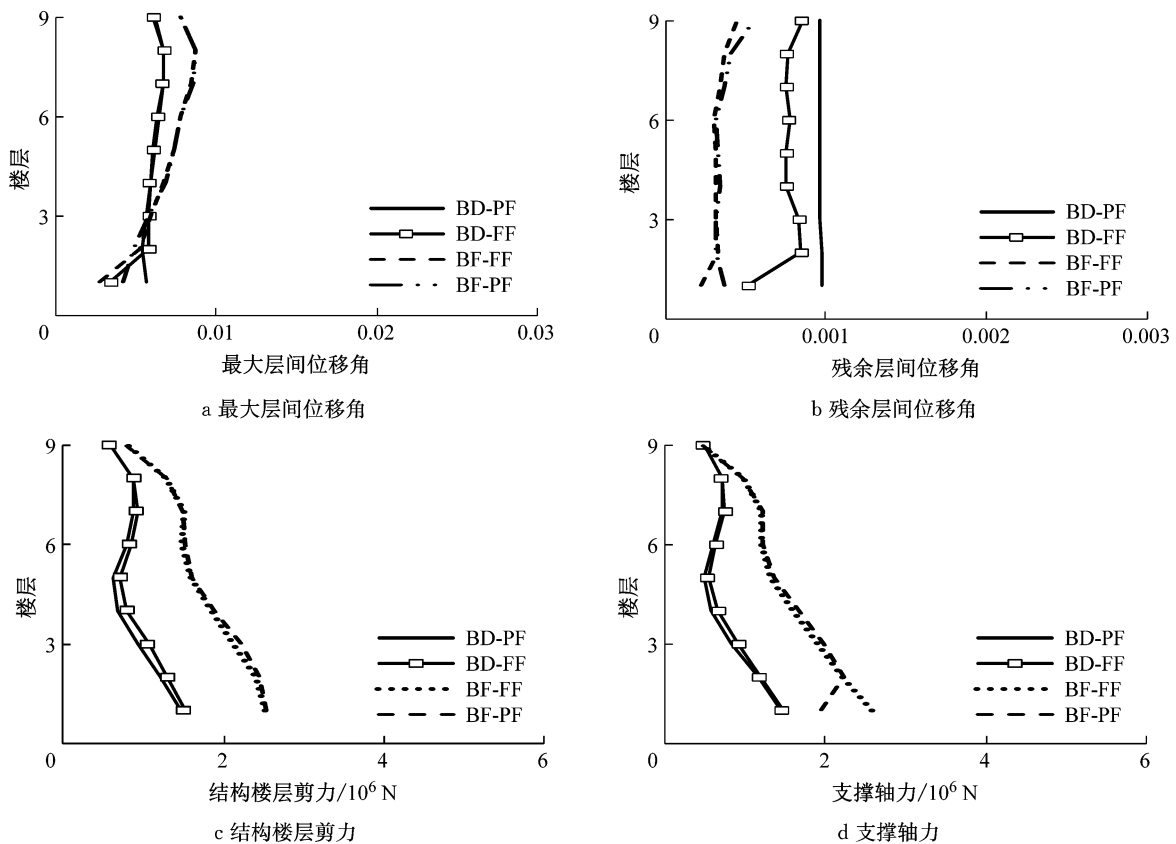 9
6
3
0
楼层
BD-PF
BD-FF
BF-FF
BF-PF
0.01
0.02
0.03
最大层间位移角
a 最大层间位移角
9
6
3
0
楼层
BD-PF
BD-FF
BF-FF
BF-PF
0.001
0.002
0.003
残余层间位移角
b 残余层间位移角
9
6
3
0
楼层
BD-PF
BD-FF
BF-FF
BF-PF
2
4
6
结构楼层剪力/10⁶ N
c 结构楼层剪力
9
6
3
0
楼层
BD-PF
BD-FF
BF-FF
BF-PF
2
4
6
支撑轴力/10⁶ N
d 支撑轴力